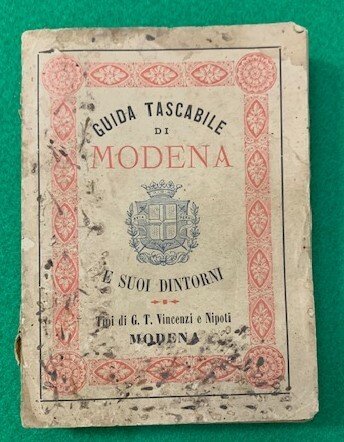 GUIDA TASCABILE
DI
MODENA
E SUOI DINTORNI
Tipi di G. T. Vincenzi e Nipoti
MODENA